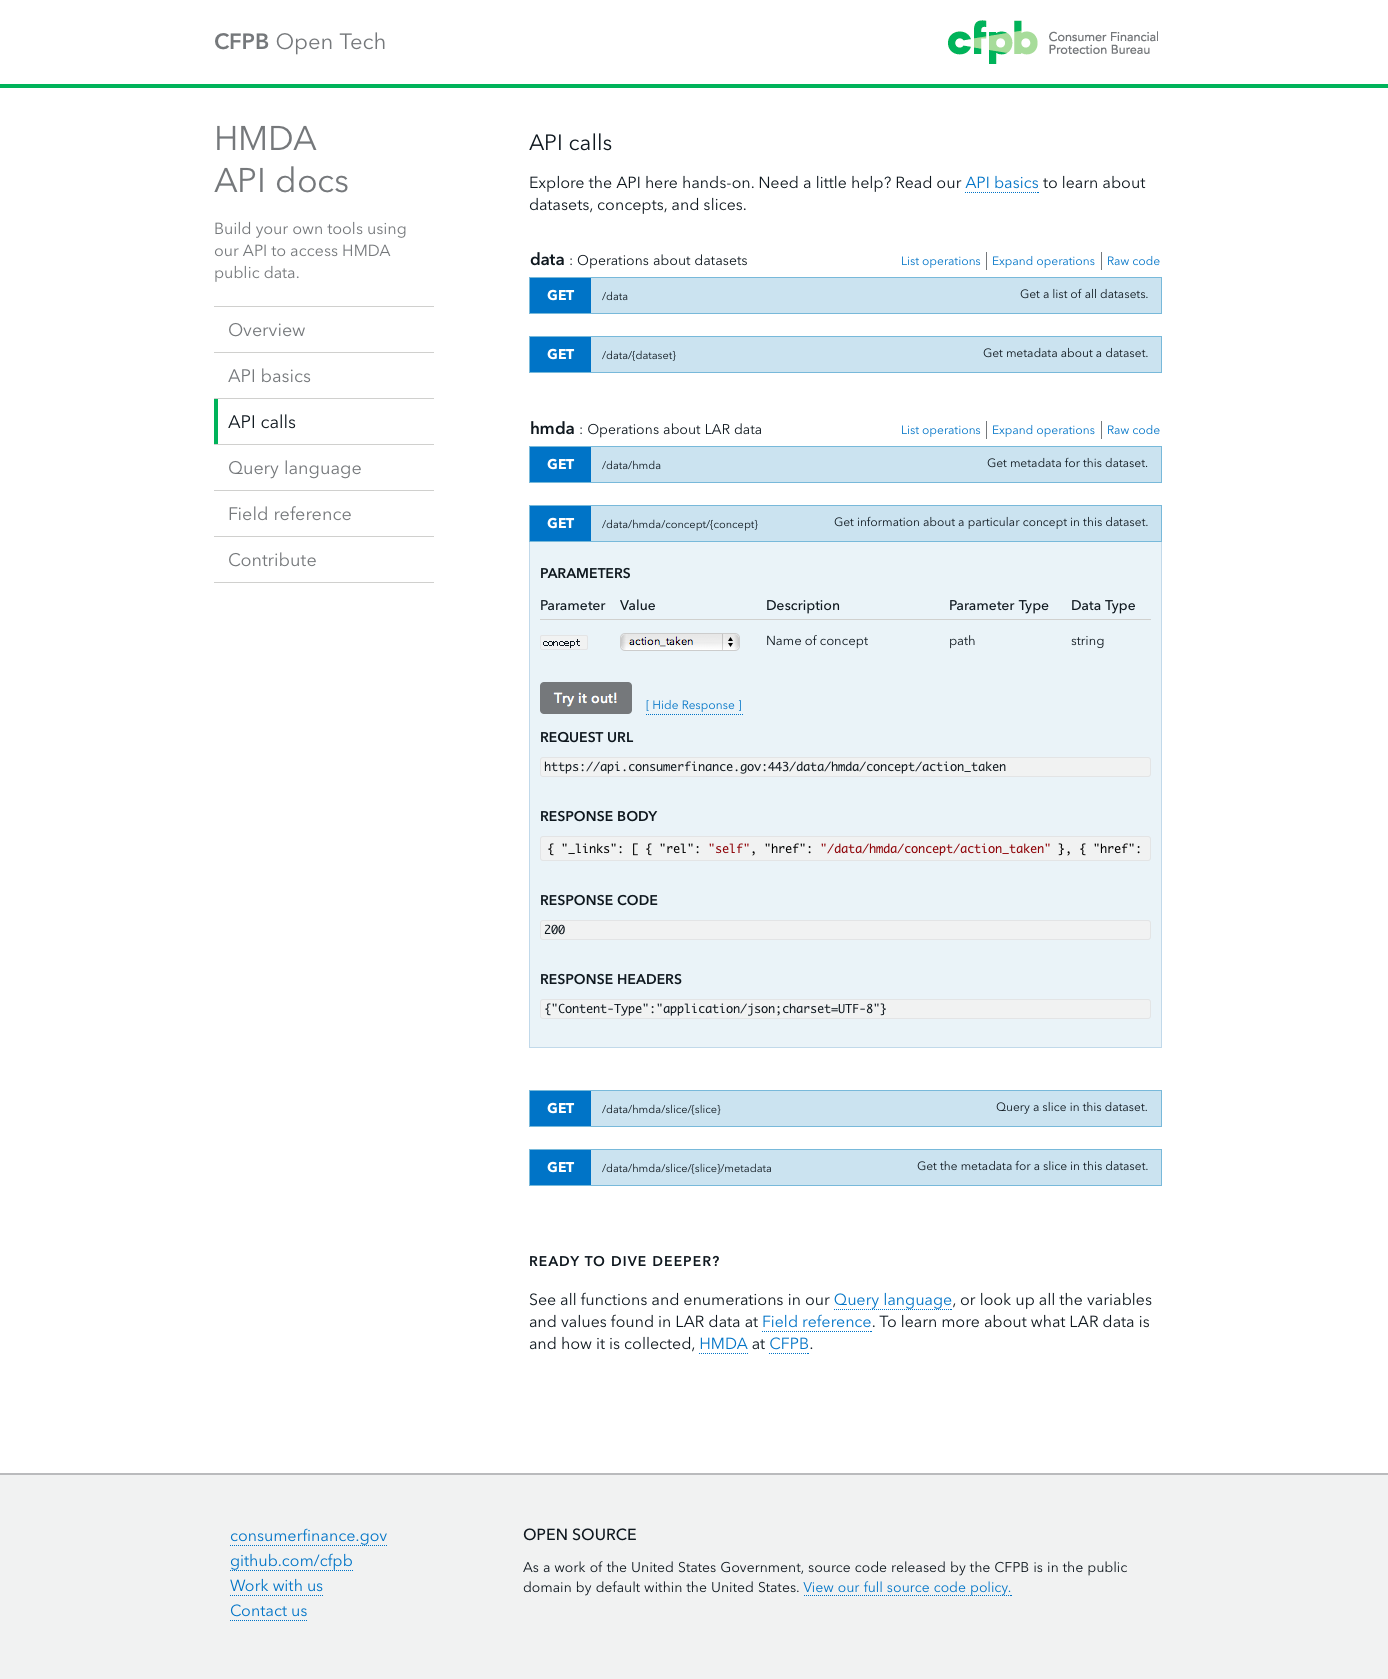 CFPB Open Tech
cfpb Consumer Financial
Protection Bureau
HMDA
API docs
Build your own tools using
our API to access HMDA
public data.
Overview
API basics
API calls
Query language
Field reference
Contribute
API calls
Explore the API here hands-on. Need a little help? Read our API basics to learn about
datasets, concepts, and slices.
data : Operations about datasets List operations Expand operations Raw code
GET /data Get a list of all datasets.
GET /data/{dataset} Get metadata about a dataset.
hmda : Operations about LAR data List operations Expand operations Raw code
GET /data/hmda Get metadata for this dataset.
GET /data/hmda/concept/{concept} Get information about a particular concept in this dataset.
PARAMETERS
Parameter Value Description Parameter Type Data Type
concept action_taken Name of concept path string
Try it out! [ Hide Response ]
REQUEST URL
https://api.consumerfinance.gov:443/data/hmda/concept/action_taken
RESPONSE BODY
{ "_links": [ { "rel": "self", "href": "/data/hmda/concept/action_taken" }, { "href":
RESPONSE CODE
200
RESPONSE HEADERS
{"Content-Type":"application/json;charset=UTF-8"}
GET /data/hmda/slice/{slice} Query a slice in this dataset.
GET /data/hmda/slice/{slice}/metadata Get the metadata for a slice in this dataset.
READY TO DIVE DEEPER?
See all functions and enumerations in our Query language, or look up all the variables
and values found in LAR data at Field reference. To learn more about what LAR data is
and how it is collected, HMDA at CFPB.
consumerfinance.gov
github.com/cfpb
Work with us
Contact us
OPEN SOURCE
As a work of the United States Government, source code released by the CFPB is in the public
domain by default within the United States. View our full source code policy.